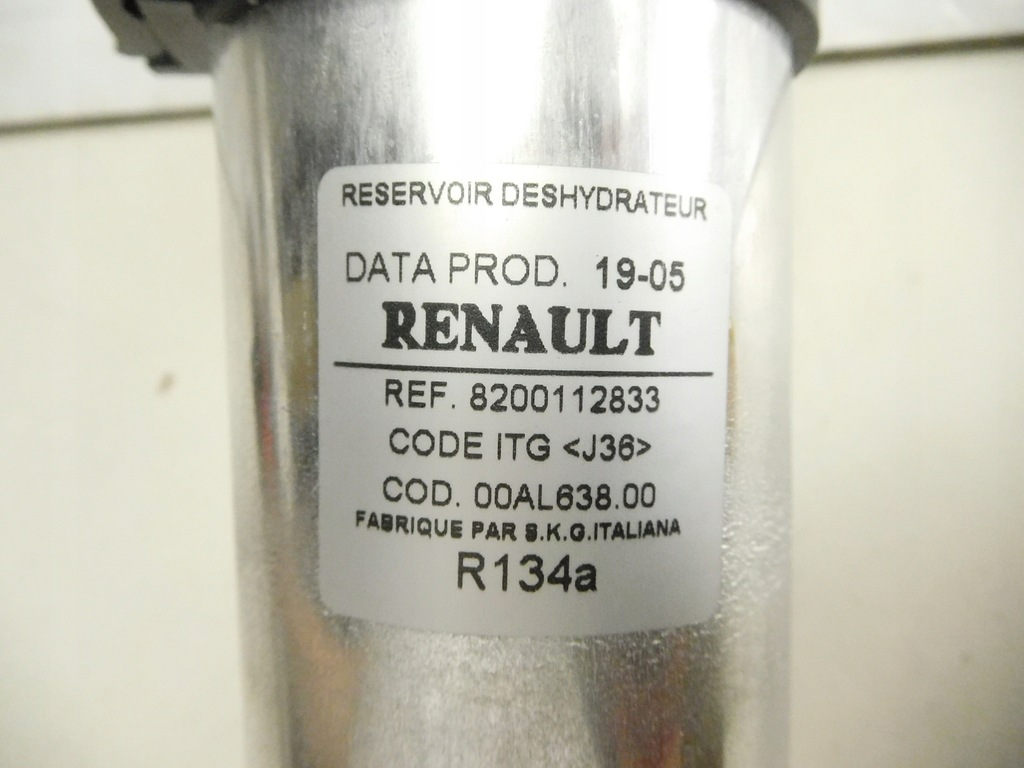 RESERVOIR DESHYDRATEUR
DATA PROD. 19-05
RENAULT
REF. 8200112833
CODE ITG <J36>
COD. 00AL638.00
FABRIQUE PAR S.K.G.ITALIANA
R134a